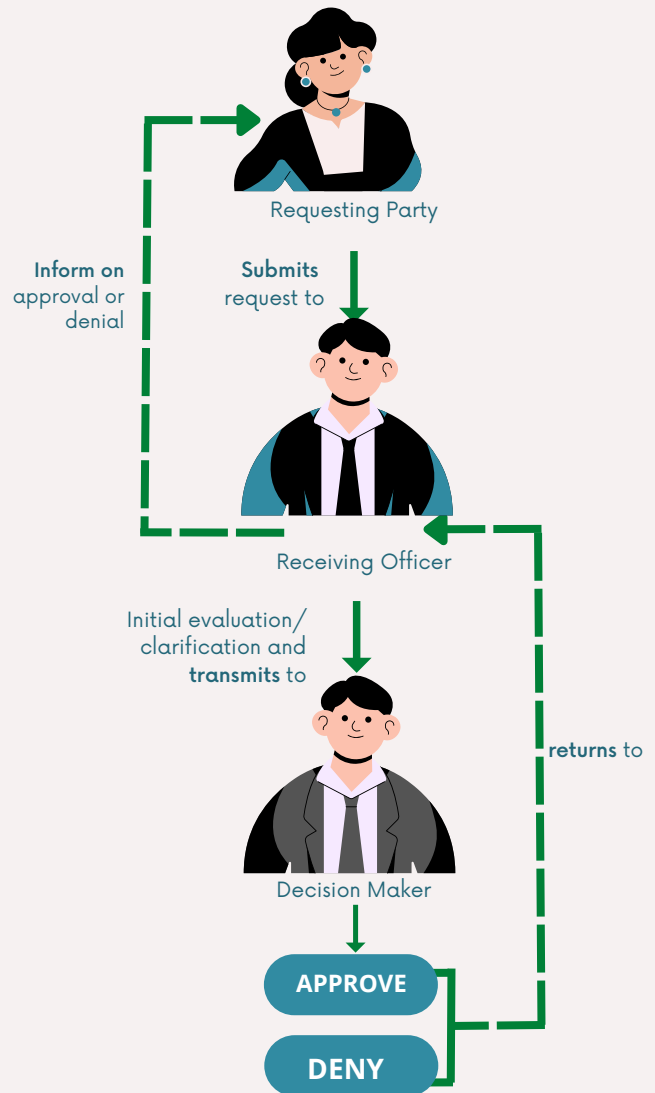 Requesting Party
Inform on
approval or
denial
Submits
request to
Receiving Officer
Initial evaluation/
clarification and
transmits to
returns to
Decision Maker
APPROVE
DENY